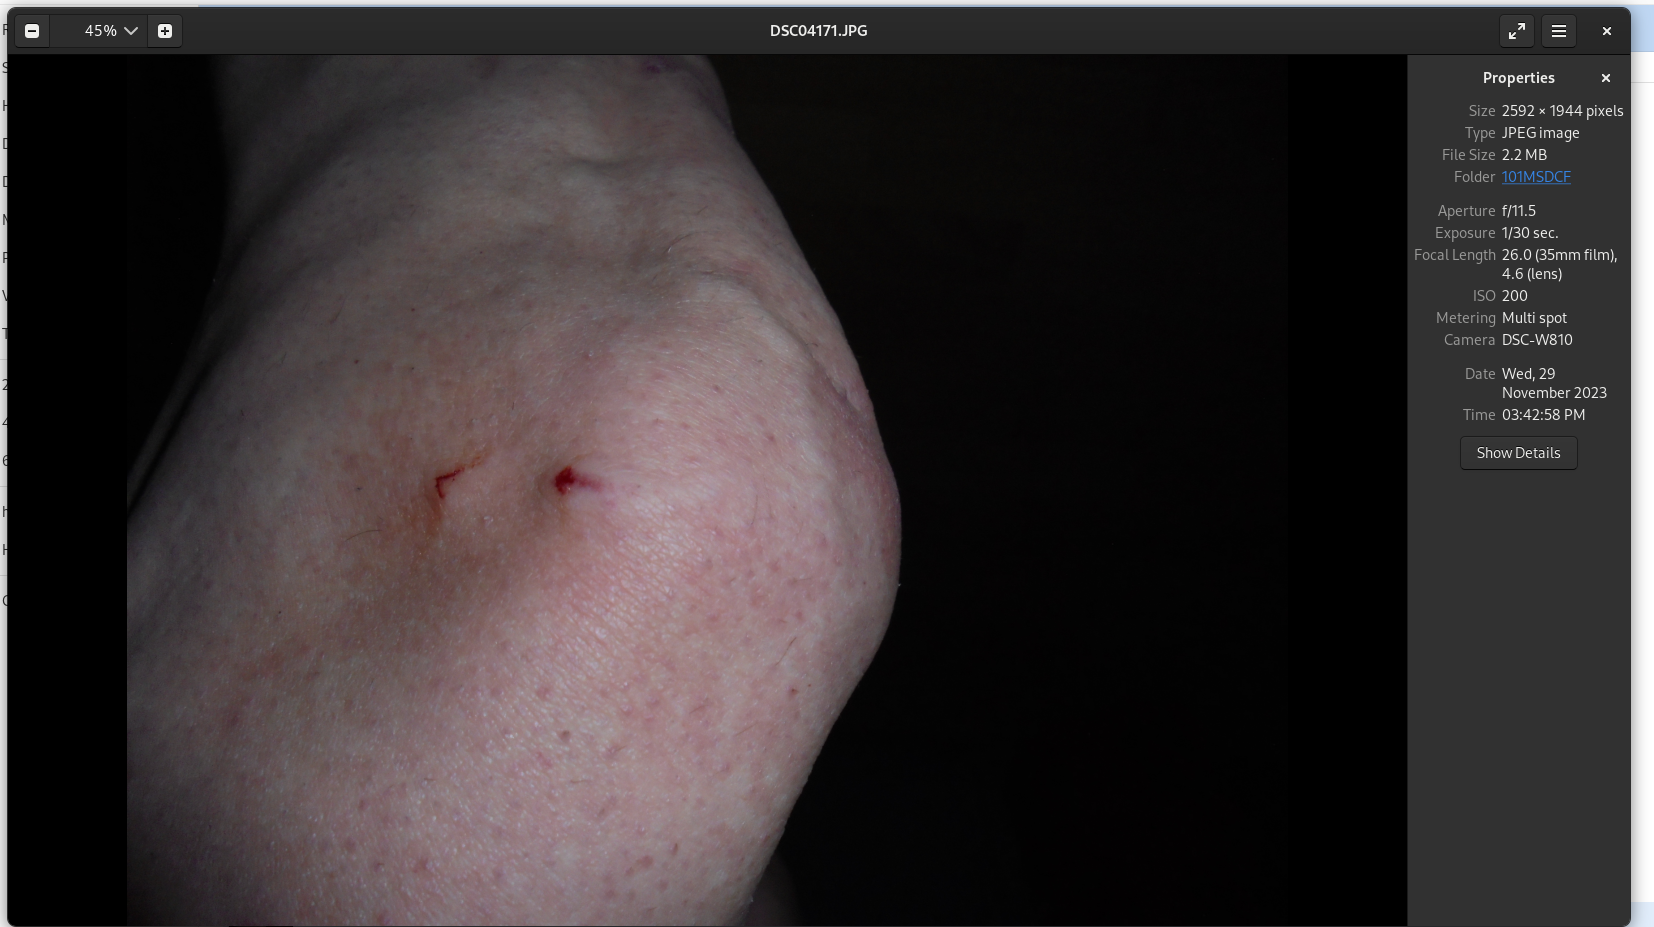 45%
DSC04171.JPG
Properties
Size 2592 × 1944 pixels
Type JPEG image
File Size 2.2 MB
Folder 101MSDCF
Aperture f/11.5
Exposure 1/30 sec.
Focal Length 26.0 (35mm film),
4.6 (lens)
ISO 200
Metering Multi spot
Camera DSC-W810
Date Wed, 29
November 2023
Time 03:42:58 PM
Show Details